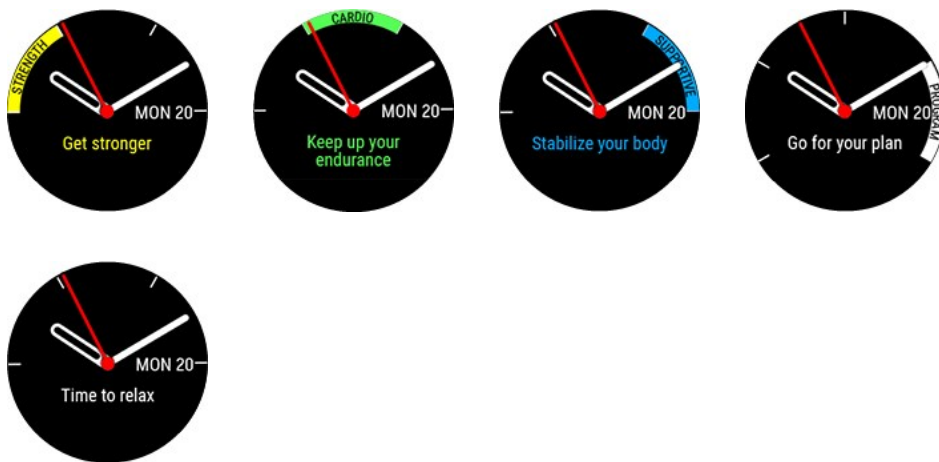 STRENGTH
MON 20
Get stronger
CARDIO
MON 20
Keep up your
endurance
SUPPORTIVE
MON 20
Stabilize your body
PROGRAM
MON 20
Go for your plan
MON 20
Time to relax